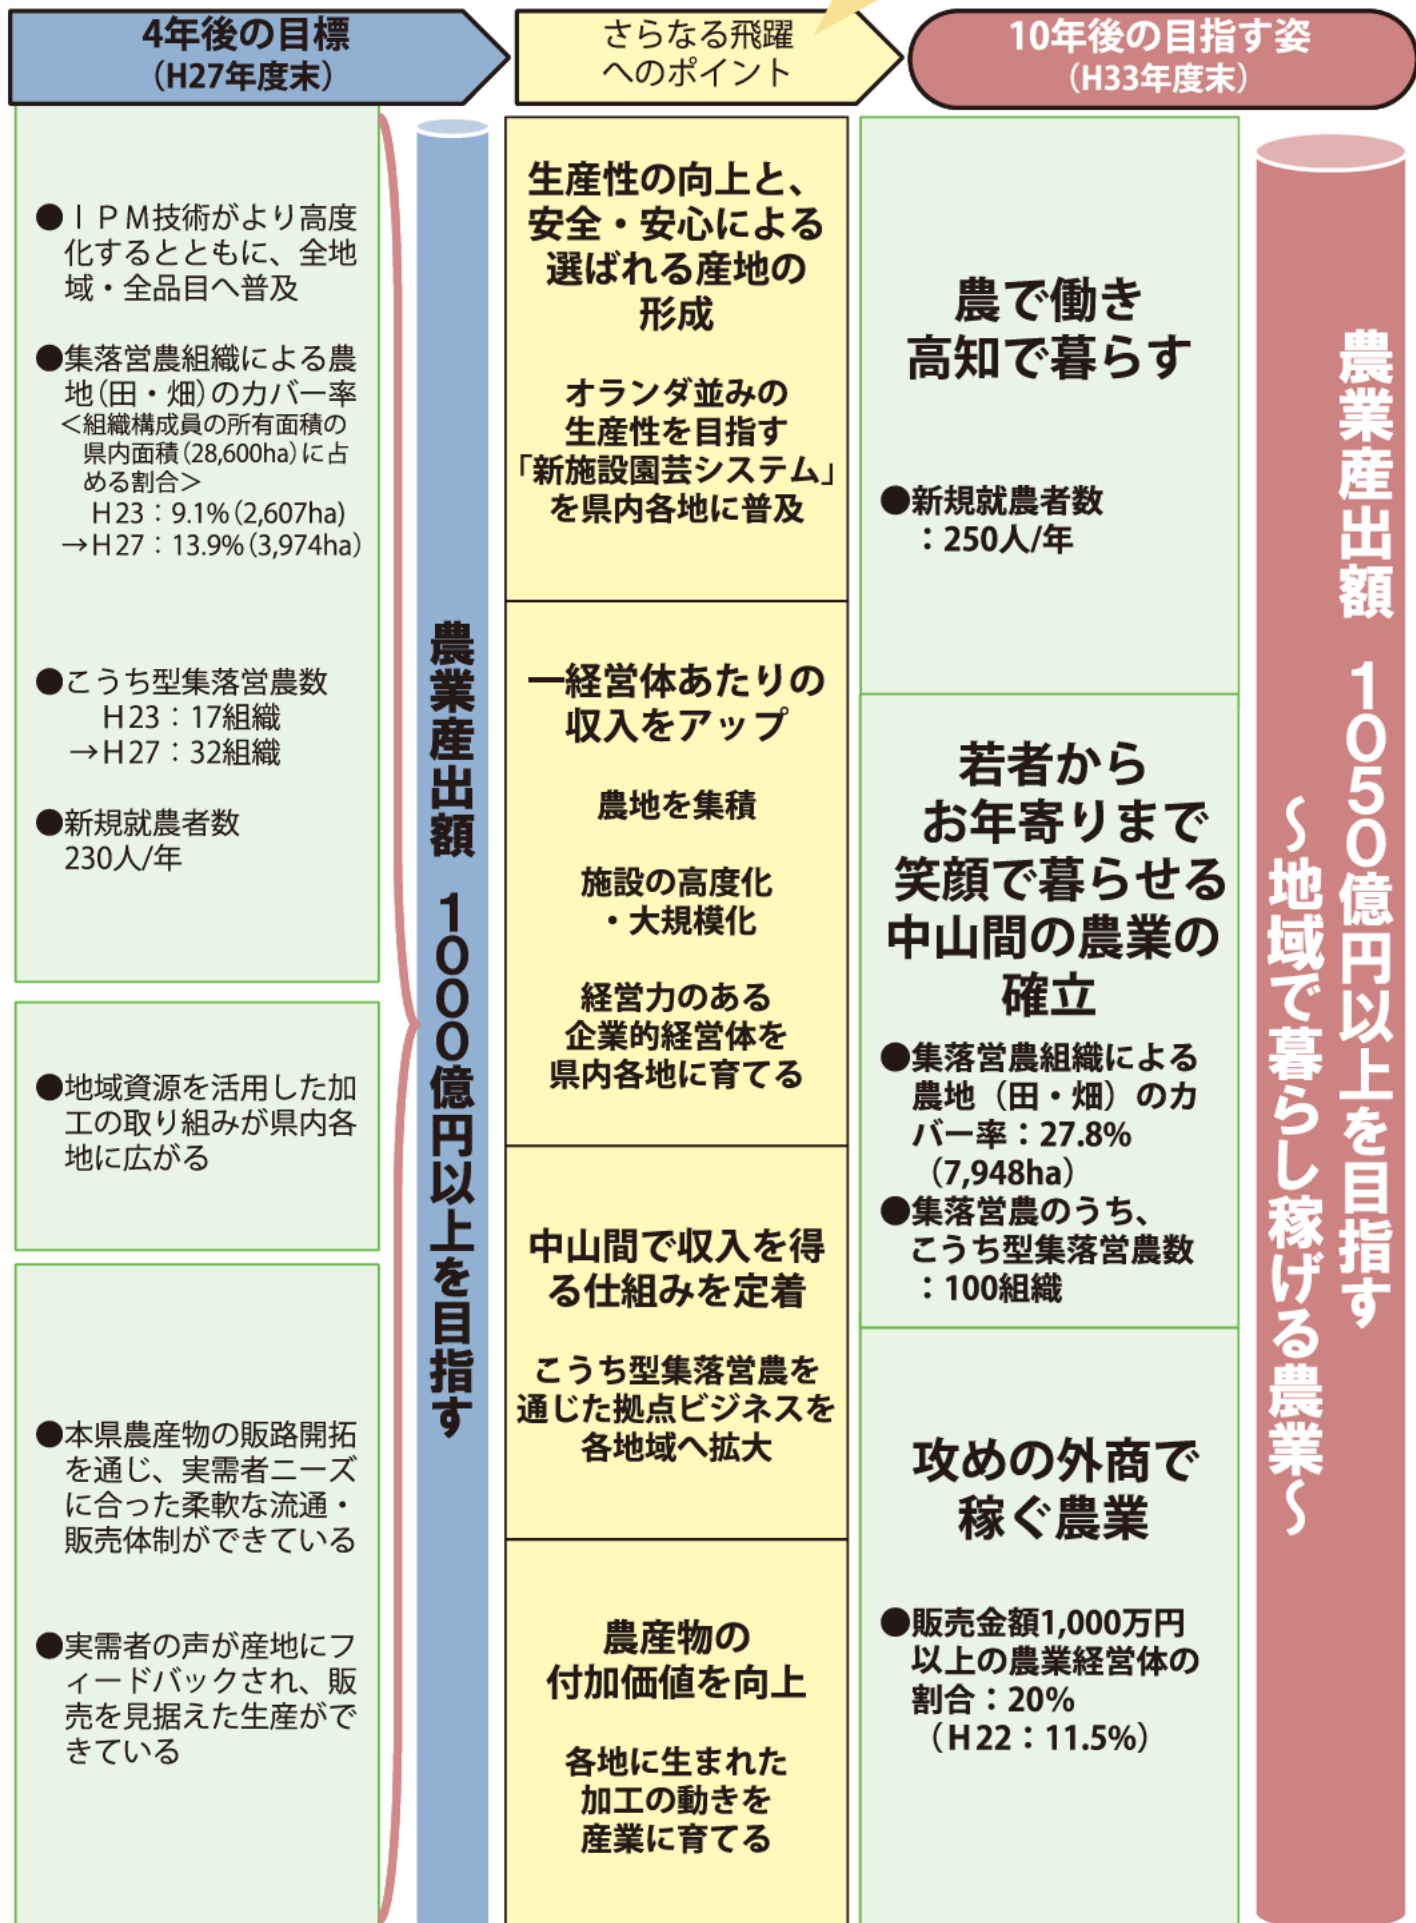 4年後の目標
(H27年度末)
●ＩＰＭ技術がより高度
化するとともに、全地
域・全品目へ普及
●集落営農組織による農
地(田・畑)のカバー率
＜組織構成員の所有面積の
県内面積(28,600ha)に占
める割合＞
Ｈ23：9.1%(2,607ha)
→Ｈ27：13.9%(3,974ha)
●こうち型集落営農数
Ｈ23：17組織
→Ｈ27：32組織
●新規就農者数
230人/年
●地域資源を活用した加
工の取り組みが県内各
地に広がる
●本県農産物の販路開拓
を通じ、実需者ニーズ
に合った柔軟な流通・
販売体制ができている
●実需者の声が産地にフ
ィードバックされ、販
売を見据えた生産がで
きている
農業産出額　１０００億円以上を目指す
さらなる飛躍
へのポイント
生産性の向上と、
安全・安心による
選ばれる産地の
形成
オランダ並みの
生産性を目指す
「新施設園芸システム」
を県内各地に普及
一経営体あたりの
収入をアップ
農地を集積
施設の高度化
・大規模化
経営力のある
企業的経営体を
県内各地に育てる
中山間で収入を得
る仕組みを定着
こうち型集落営農を
通じた拠点ビジネスを
各地域へ拡大
農産物の
付加価値を向上
各地に生まれた
加工の動きを
産業に育てる
10年後の目指す姿
(H33年度末)
農で働き
高知で暮らす
●新規就農者数
：250人/年
若者から
お年寄りまで
笑顔で暮らせる
中山間の農業の
確立
●集落営農組織による
農地（田・畑）のカ
バー率：27.8%
（7,948ha）
●集落営農のうち、
こうち型集落営農数
：100組織
攻めの外商で
稼ぐ農業
●販売金額1,000万円
以上の農業経営体の
割合：20%
（Ｈ22：11.5%）
農業産出額　１０５０億円以上を目指す
～地域で暮らし稼げる農業～